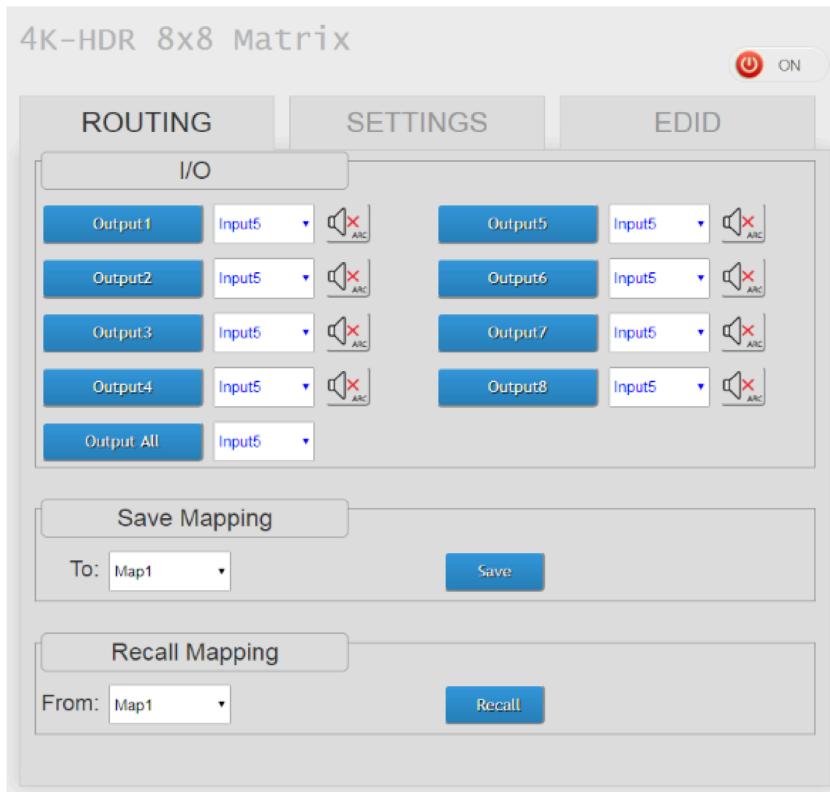 4K-HDR 8x8 Matrix
ON
ROUTING SETTINGS EDID
I/O
Output1 Input5 ARC Output5 Input5 ARC
Output2 Input5 ARC Output6 Input5 ARC
Output3 Input5 ARC Output7 Input5 ARC
Output4 Input5 ARC Output8 Input5 ARC
Output All Input5
Save Mapping
To: Map1 Save
Recall Mapping
From: Map1 Recall